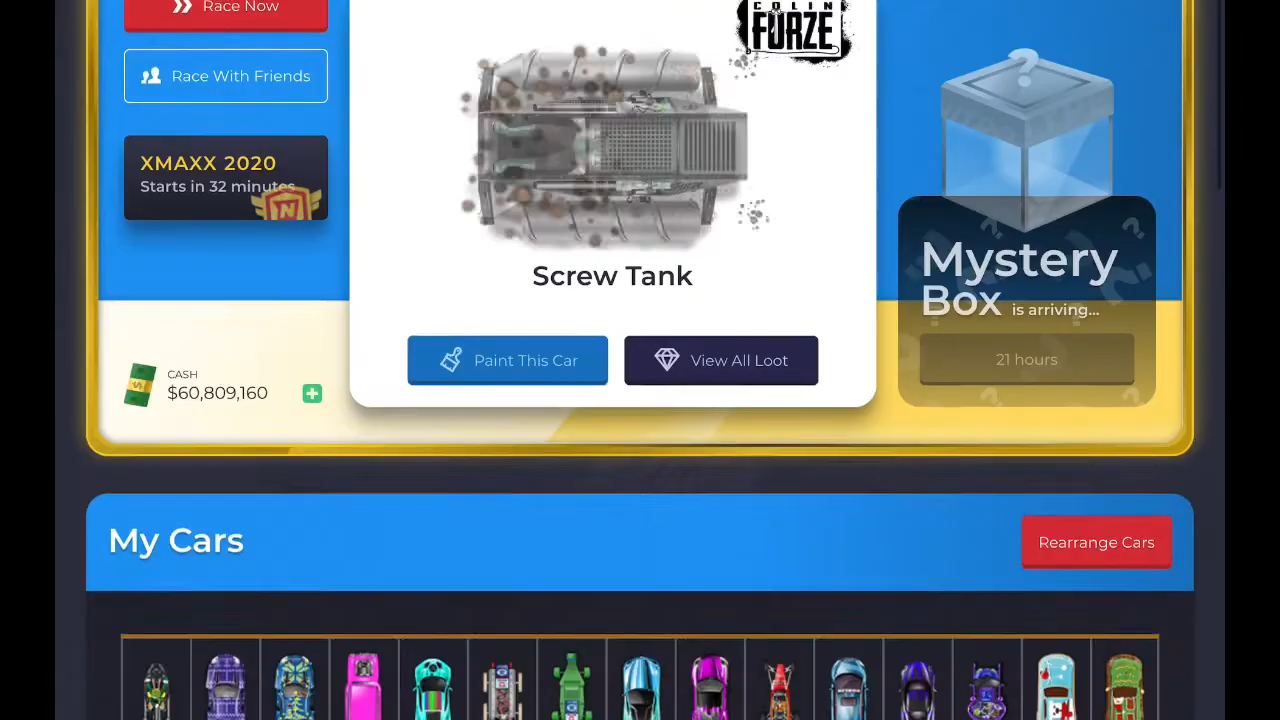 Race Now
Race With Friends
XMAXX 2020
Starts in 32 minutes
N
COLIN
FURZE
Screw Tank
Paint This Car
View All Loot
?
Mystery
Box is arriving...
21 hours
CASH
$60,809,160
My Cars
Rearrange Cars